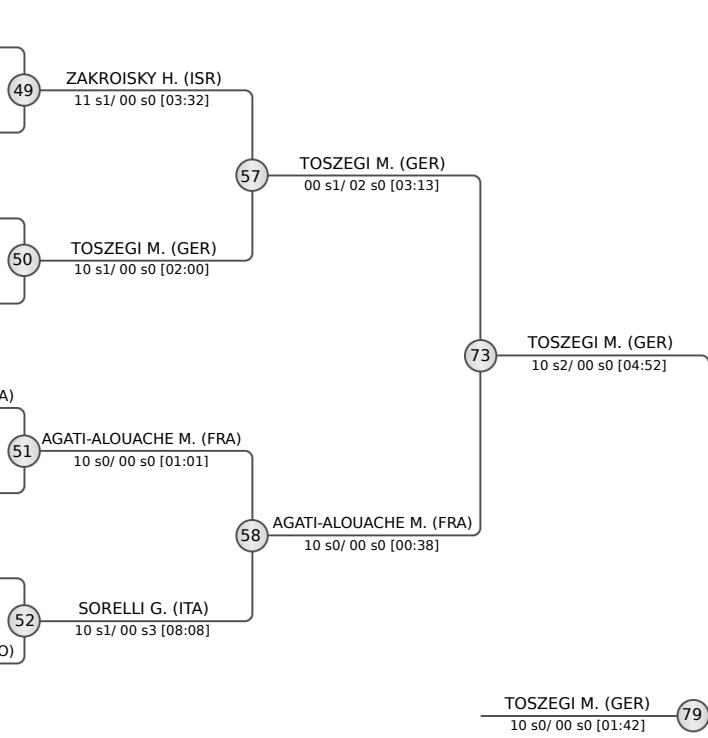 49
ZAKROISKY H. (ISR)
11 s1/ 00 s0 [03:32]
57
TOSZEGI M. (GER)
00 s1/ 02 s0 [03:13]
50
TOSZEGI M. (GER)
10 s1/ 00 s0 [02:00]
73
TOSZEGI M. (GER)
10 s2/ 00 s0 [04:52]
A)
51
AGATI-ALOUACHE M. (FRA)
10 s0/ 00 s0 [01:01]
58
AGATI-ALOUACHE M. (FRA)
10 s0/ 00 s0 [00:38]
52
SORELLI G. (ITA)
10 s1/ 00 s3 [08:08]
O)
TOSZEGI M. (GER)
10 s0/ 00 s0 [01:42]
79